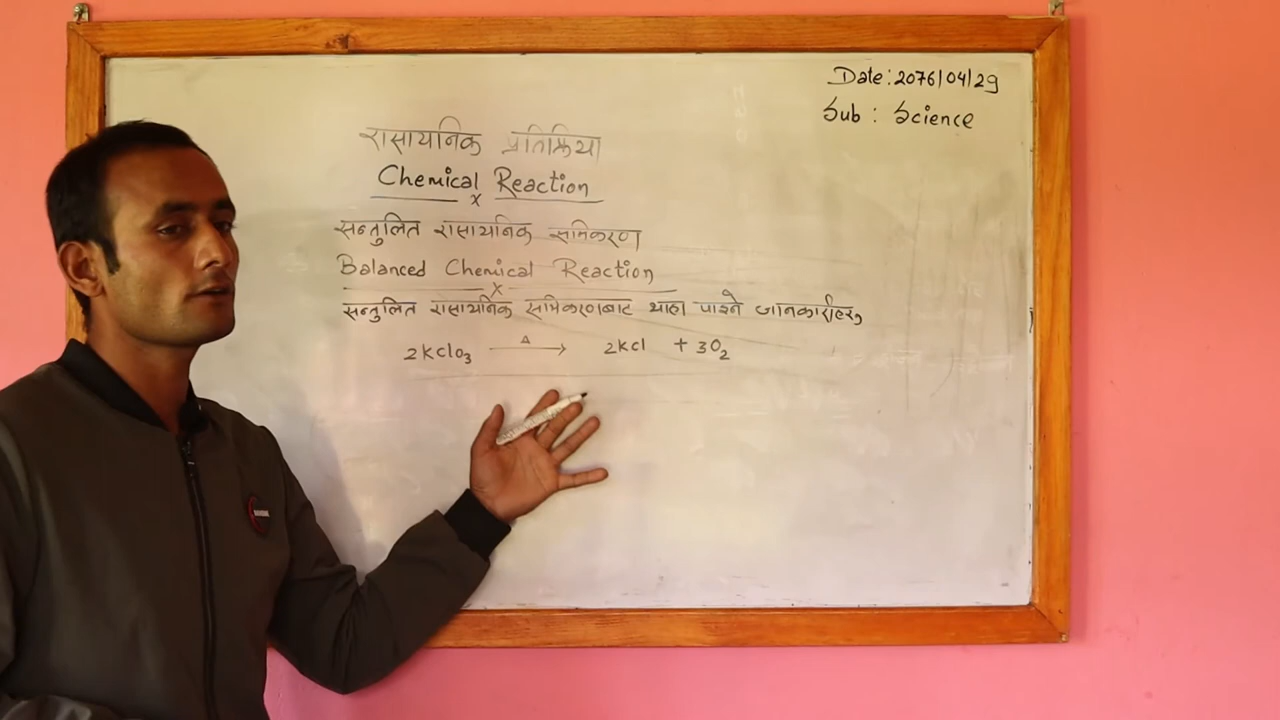 Date: 2076/04/29
Sub : Science
रासायनिक प्रतिक्रिया
Chemical Reaction
x
सन्तुलित रासायनिक समिकरण
Balanced Chemical Reaction
x
सन्तुलित रासायनिक समिकरणबाट थाहा पाइने जानकारीहरु
2KClO₃ —Δ→ 2KCl + 3O₂